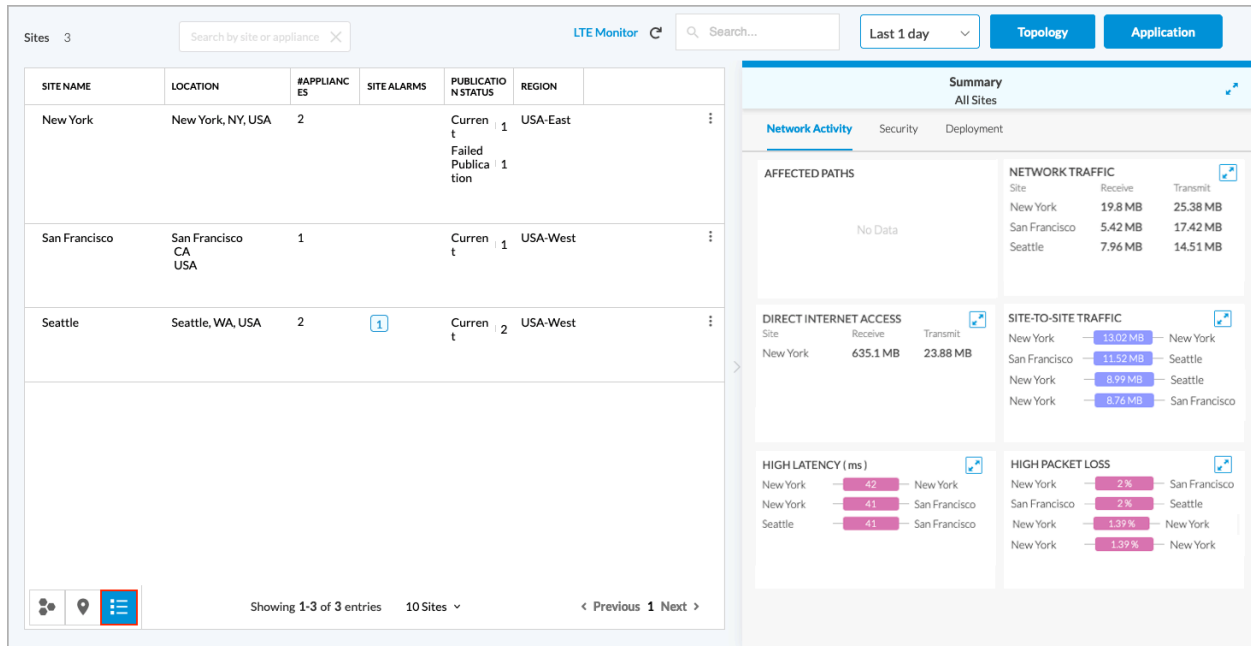 Sites 3
Search by site or appliance
LTE Monitor
Search...
Last 1 day
Topology
Application
SITE NAME
LOCATION
#APPLIANC
ES
SITE ALARMS
PUBLICATIO
N STATUS
REGION
New York
New York, NY, USA
2
Curren
t
1
Failed
Publica
tion
1
USA-East
San Francisco
San Francisco
CA
USA
1
Curren
t
1
USA-West
Seattle
Seattle, WA, USA
2
1
Curren
t
2
USA-West
Showing 1-3 of 3 entries
10 Sites
< Previous 1 Next >
Summary
All Sites
Network Activity Security Deployment
AFFECTED PATHS
No Data
NETWORK TRAFFIC
Site Receive Transmit
New York 19.8 MB 25.38 MB
San Francisco 5.42 MB 17.42 MB
Seattle 7.96 MB 14.51 MB
DIRECT INTERNET ACCESS
Site Receive Transmit
New York 635.1 MB 23.88 MB
SITE-TO-SITE TRAFFIC
New York 13.02 MB New York
San Francisco 11.52 MB Seattle
New York 8.99 MB Seattle
New York 8.76 MB San Francisco
HIGH LATENCY ( ms )
New York 42 New York
New York 41 San Francisco
Seattle 41 San Francisco
HIGH PACKET LOSS
New York 2 % San Francisco
San Francisco 2 % Seattle
New York 1.39 % New York
New York 1.39 % New York